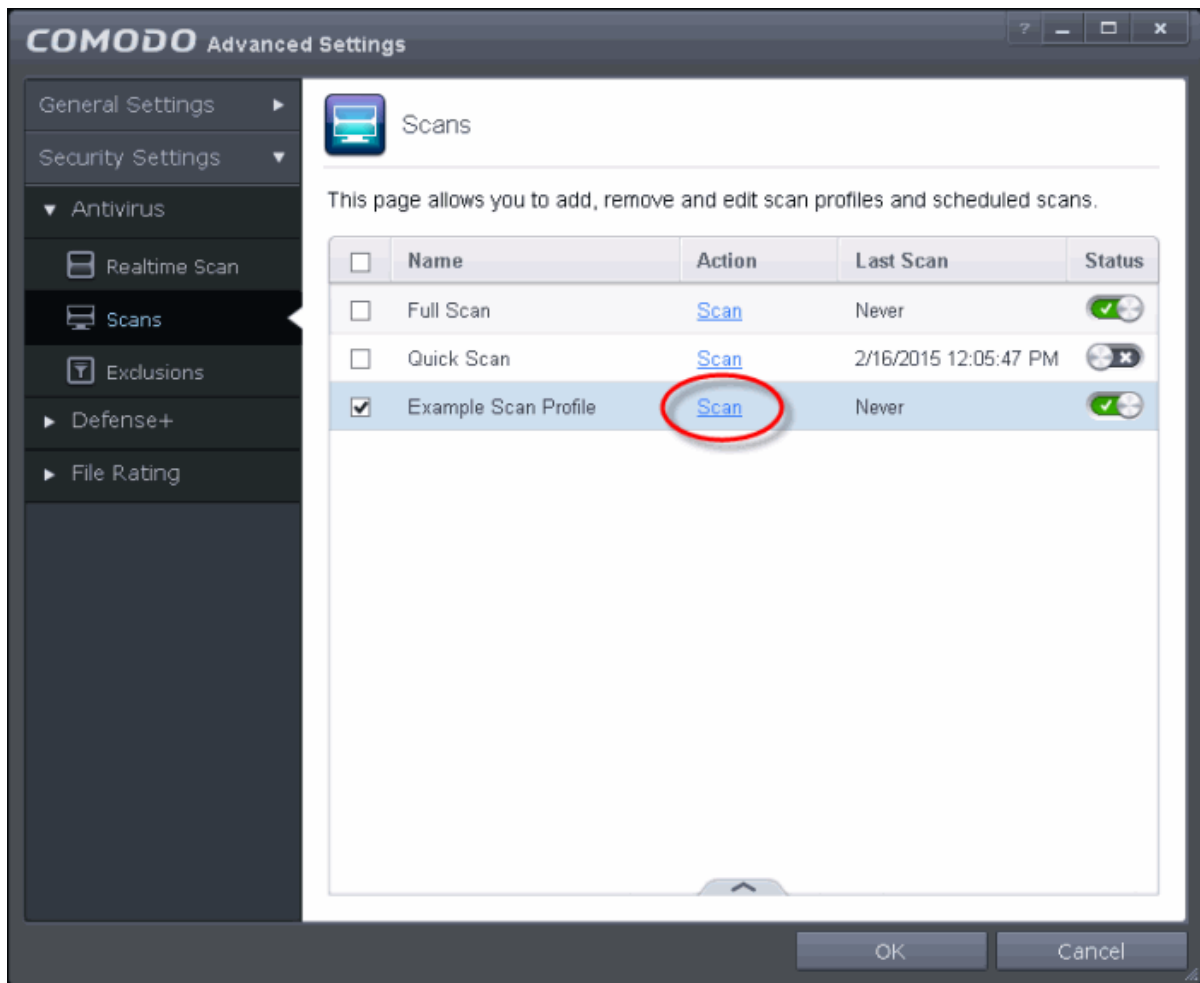 COMODO Advanced Settings
?
General Settings
Security Settings
Antivirus
Realtime Scan
Scans
Exclusions
Defense+
File Rating
Scans
This page allows you to add, remove and edit scan profiles and scheduled scans.
Name Action Last Scan Status
Full Scan Scan Never
Quick Scan Scan 2/16/2015 12:05:47 PM
Example Scan Profile Scan Never
OK Cancel